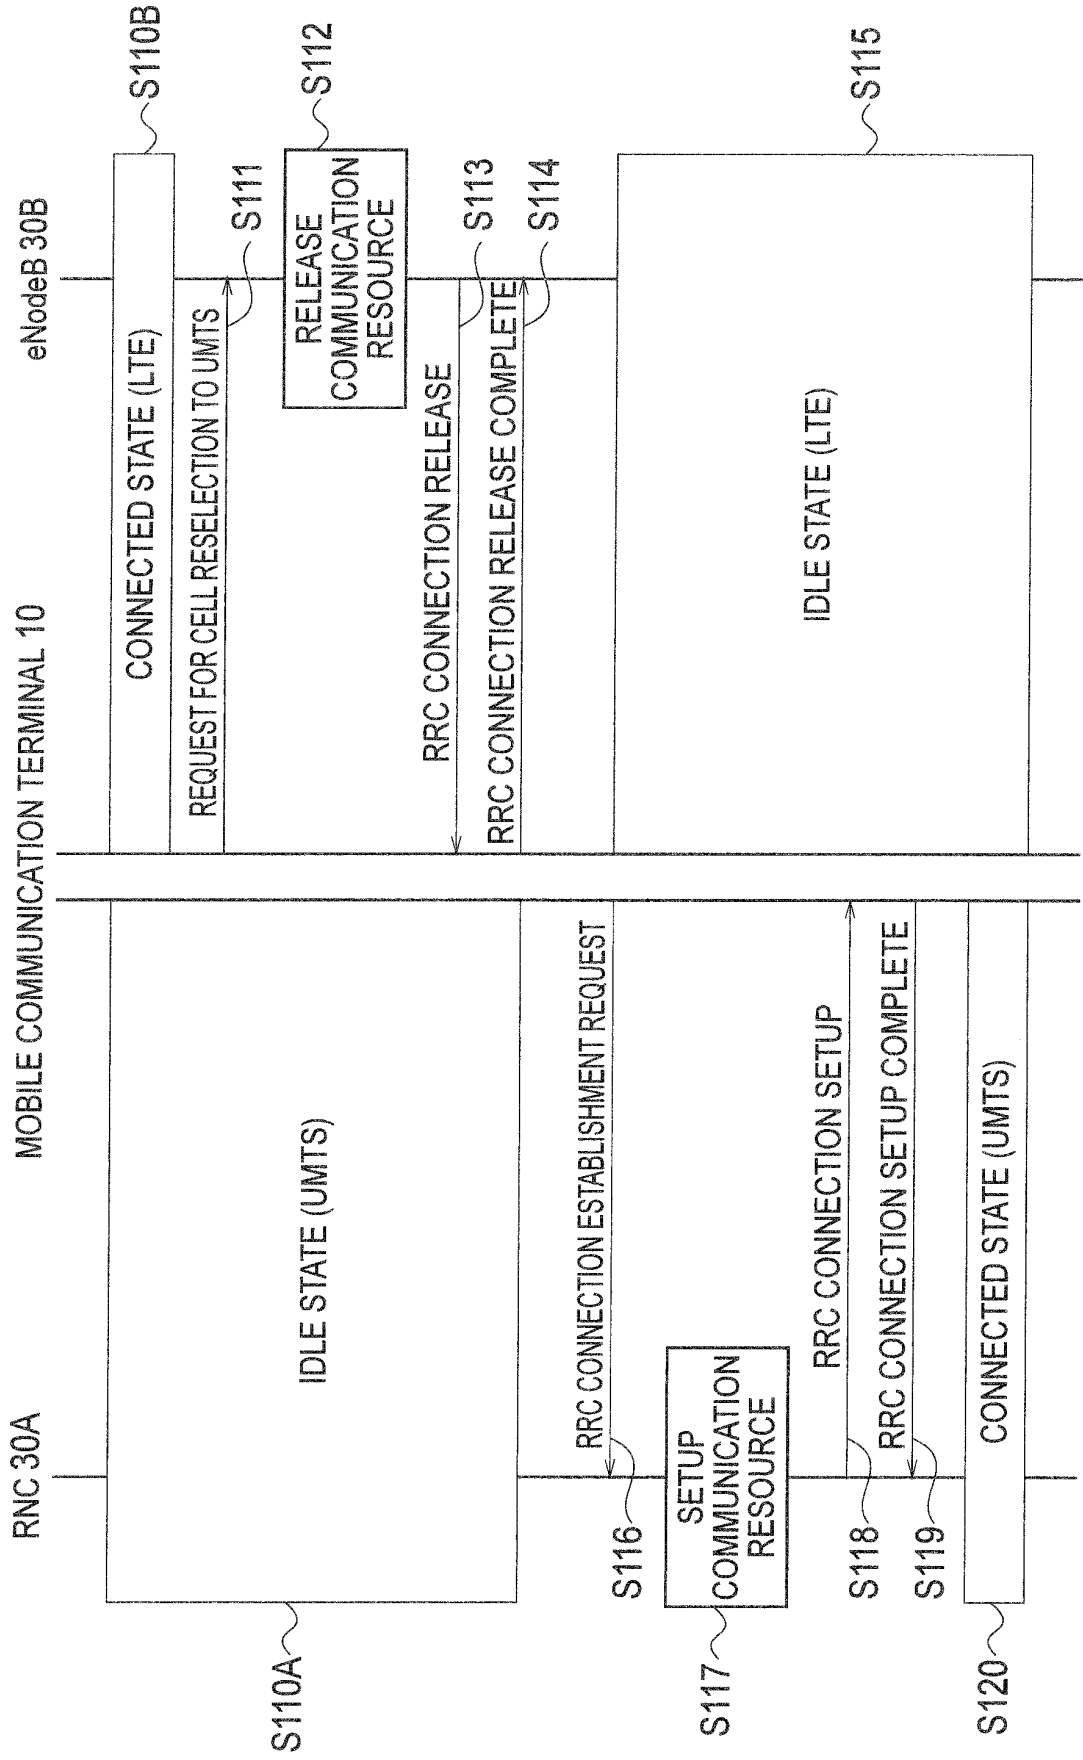 RNC 30A
MOBILE COMMUNICATION TERMINAL 10
eNodeB 30B
S110A
IDLE STATE (UMTS)
CONNECTED STATE (LTE)
S110B
REQUEST FOR CELL RESELECTION TO UMTS
S111
RELEASE
COMMUNICATION
RESOURCE
S112
RRC CONNECTION RELEASE
S113
RRC CONNECTION RELEASE COMPLETE
S114
IDLE STATE (LTE)
S115
RRC CONNECTION ESTABLISHMENT REQUEST
S116
SETUP
COMMUNICATION
RESOURCE
S117
RRC CONNECTION SETUP
S118
RRC CONNECTION SETUP COMPLETE
S119
CONNECTED STATE (UMTS)
S120